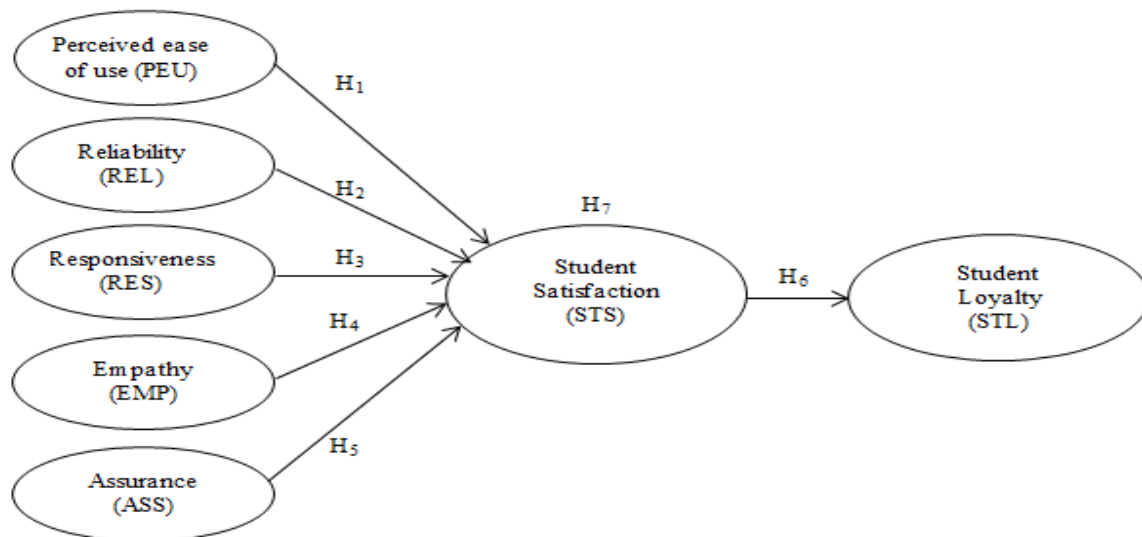 Perceived ease
of use (PEU)
H1
Reliability
(REL)
H2
Responsiveness
(RES)
H3
Empathy
(EMP)
H4
Assurance
(ASS)
H5
H7
Student
Satisfaction
(STS)
H6
Student
Loyalty
(STL)